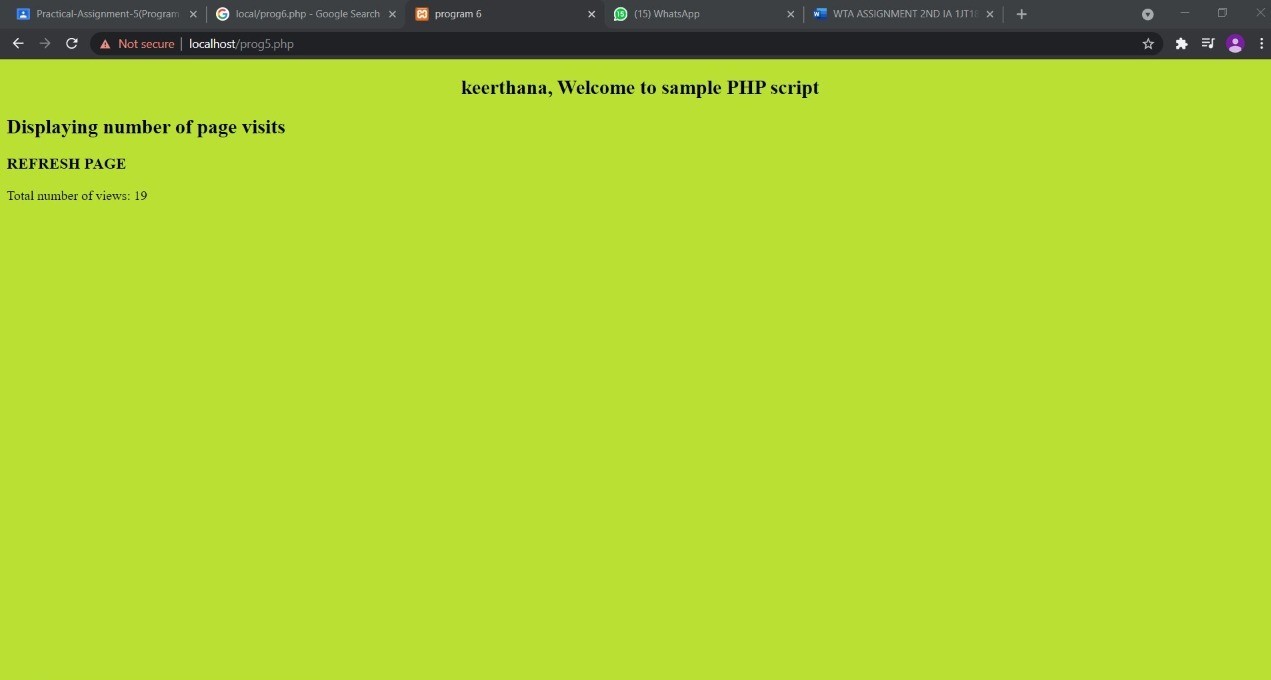 Practical-Assignment-5(Program
local/prog6.php - Google Search
program 6
(15) WhatsApp
WTA ASSIGNMENT 2ND IA 1JT18
Not secure
localhost/prog5.php
keerthana, Welcome to sample PHP script
Displaying number of page visits
REFRESH PAGE
Total number of views: 19